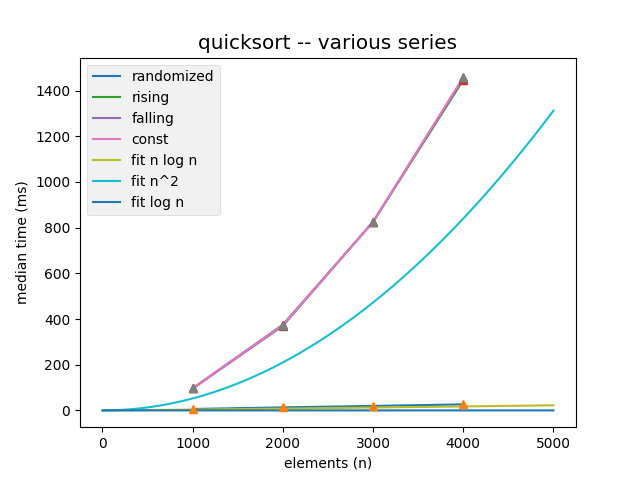 quicksort -- various series
randomized
rising
falling
const
fit n log n
fit n^2
fit log n
1400
1200
1000
800
600
400
200
0
median time (ms)
0 1000 2000 3000 4000 5000
elements (n)